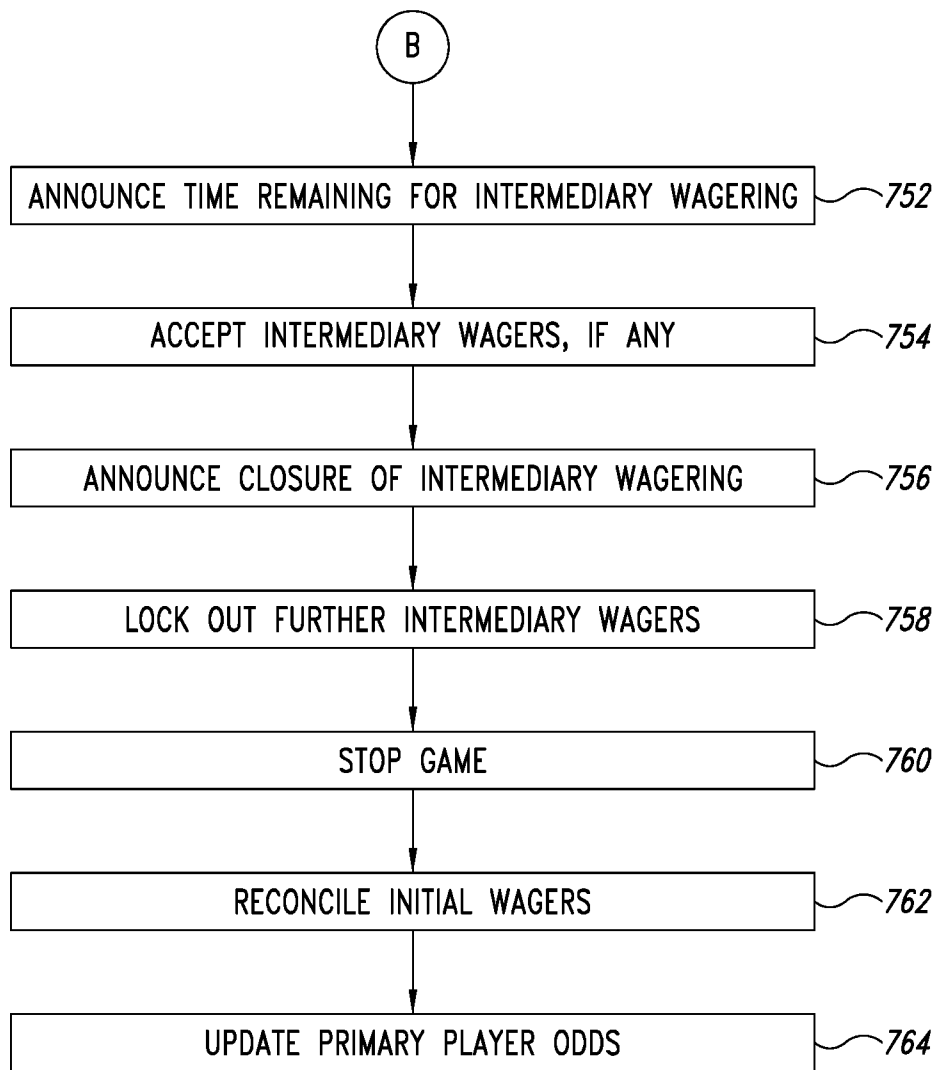 B
ANNOUNCE TIME REMAINING FOR INTERMEDIARY WAGERING 752
ACCEPT INTERMEDIARY WAGERS, IF ANY 754
ANNOUNCE CLOSURE OF INTERMEDIARY WAGERING 756
LOCK OUT FURTHER INTERMEDIARY WAGERS 758
STOP GAME 760
RECONCILE INITIAL WAGERS 762
UPDATE PRIMARY PLAYER ODDS 764